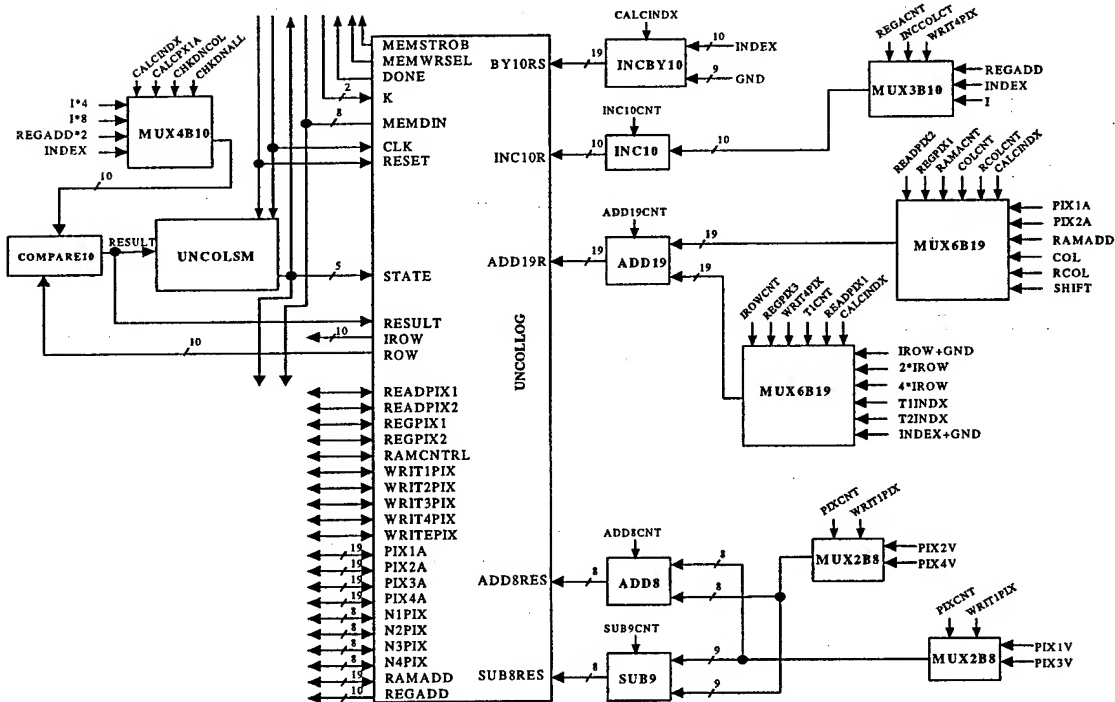 CALCINDX
CALCPX1A
CHKDNCOL
CHKDNALL
I*4
I*8
REGADD*2
INDEX
MUX4B10
10
COMPARE10
RESULT
UNCOLSM
5
10
10
2
8
MEMSTROB
MEMWRSEL
DONE
K
MEMDIN
CLK
RESET
STATE
RESULT
IROW
ROW
READPIX1
READPIX2
REGPIX1
REGPIX2
RAMCNTRL
WRIT1PIX
WRIT2PIX
WRIT3PIX
WRIT4PIX
WRITEPIX
19 PIX1A
19 PIX2A
19 PIX3A
19 PIX4A
8 N1PIX
8 N2PIX
8 N3PIX
8 N4PIX
19 RAMADD
10 REGADD
UNCOLLOG
BY10RS
INC10R
ADD19R
ADD8RES
SUB8RES
CALCINDX
19
INCBY10
10 INDEX
9 GND
INC10CNT
10
INC10
10
REGACNT
INCCOLCT
WRIT4PIX
MUX3B10
REGADD
INDEX
I
ADD19CNT
19
ADD19
19
19
READPIX2
REGPIX1
RAMACNT
COLCNT
RCOLCNT
CALCINDX
MUX6B19
PIX1A
PIX2A
RAMADD
COL
RCOL
SHIFT
IROWCNT
REGPIX3
WRIT4PIX
T1CNT
READPIX1
CALCINDX
MUX6B19
IROW+GND
2*IROW
4*IROW
T1INDX
T2INDX
INDEX+GND
ADD8CNT
8
ADD8
8
8
PIXCNT
WRIT1PIX
MUX2B8
PIX2V
PIX4V
SUB9CNT
8
SUB9
9
9
PIXCNT
WRIT1PIX
MUX2B8
PIX1V
PIX3V